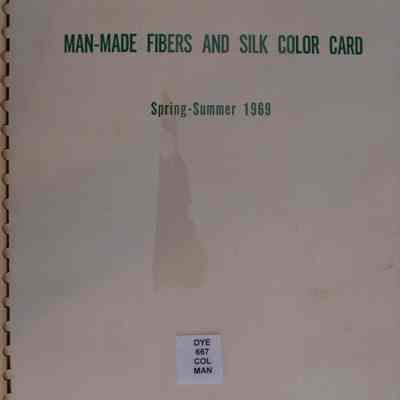 MAN-MADE FIBERS AND SILK COLOR CARD
Spring-Summer 1969
DYE
667
COL
MAN